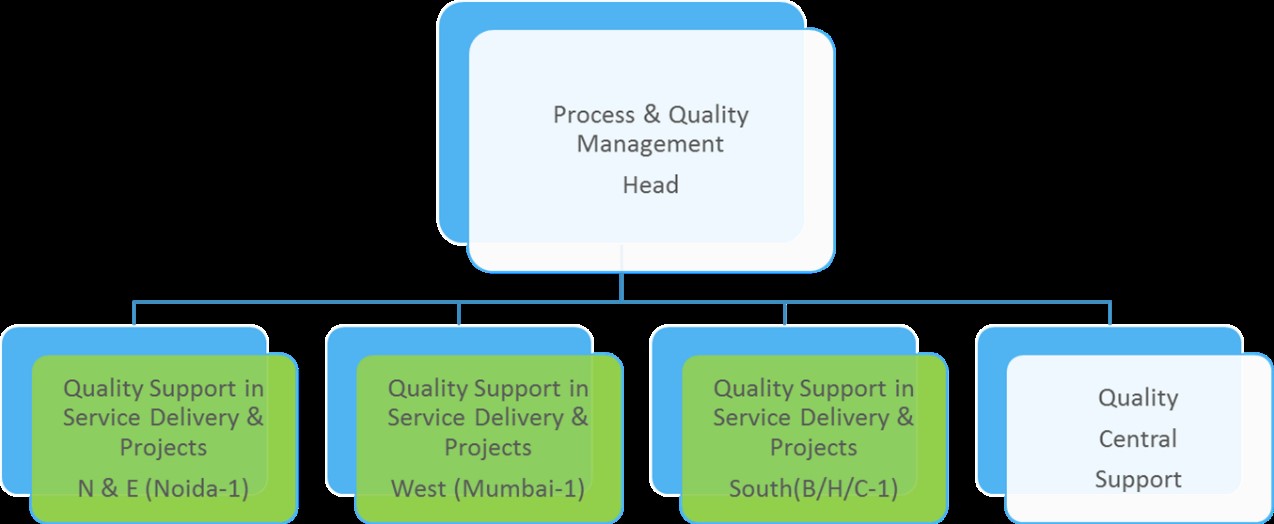 Process & Quality
Management
Head
Quality Support in
Service Delivery &
Projects
N & E (Noida-1)
Quality Support in
Service Delivery &
Projects
West (Mumbai-1)
Quality Support in
Service Delivery &
Projects
South(B/H/C-1)
Quality
Central
Support